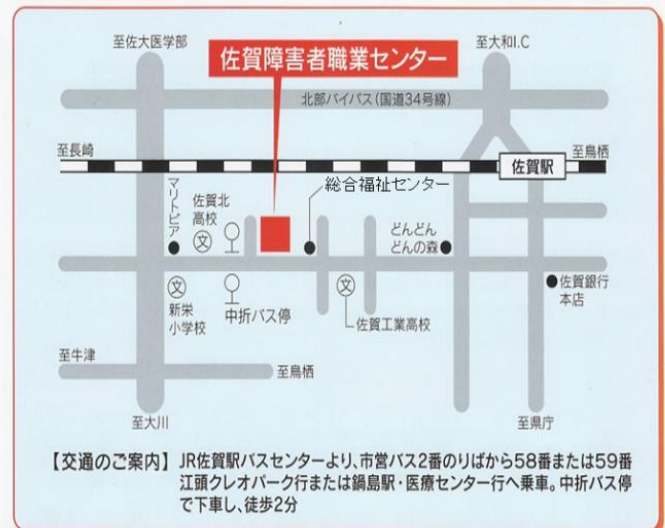 至佐大医学部
至大和I.C
佐賀障害者職業センター
北部バイパス(国道34号線)
至長崎
至鳥栖
佐賀駅
マリトピア
佐賀北
高校
総合福祉センター
どんどん
どんの森
文
文
新栄
小学校
中折バス停
文
佐賀工業高校
佐賀銀行
本店
至牛津
至鳥栖
至大川
至県庁
【交通のご案内】 JR佐賀駅バスセンターより、市営バス2番のりばから58番または59番
江頭クレオパーク行または鍋島駅・医療センター行へ乗車。中折バス停
で下車し、徒歩2分